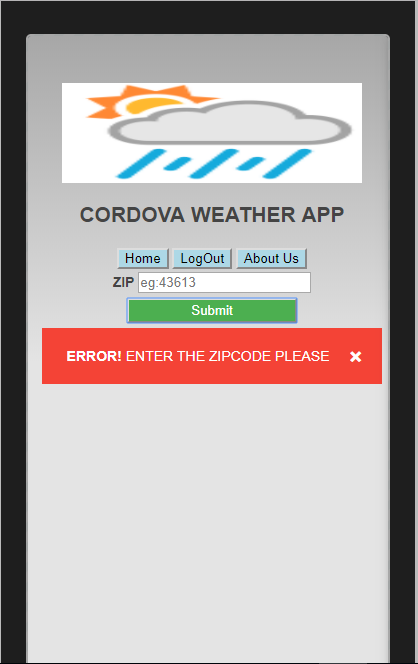 CORDOVA WEATHER APP
Home LogOut About Us
ZIP eg:43613
Submit
ERROR! ENTER THE ZIPCODE PLEASE ×